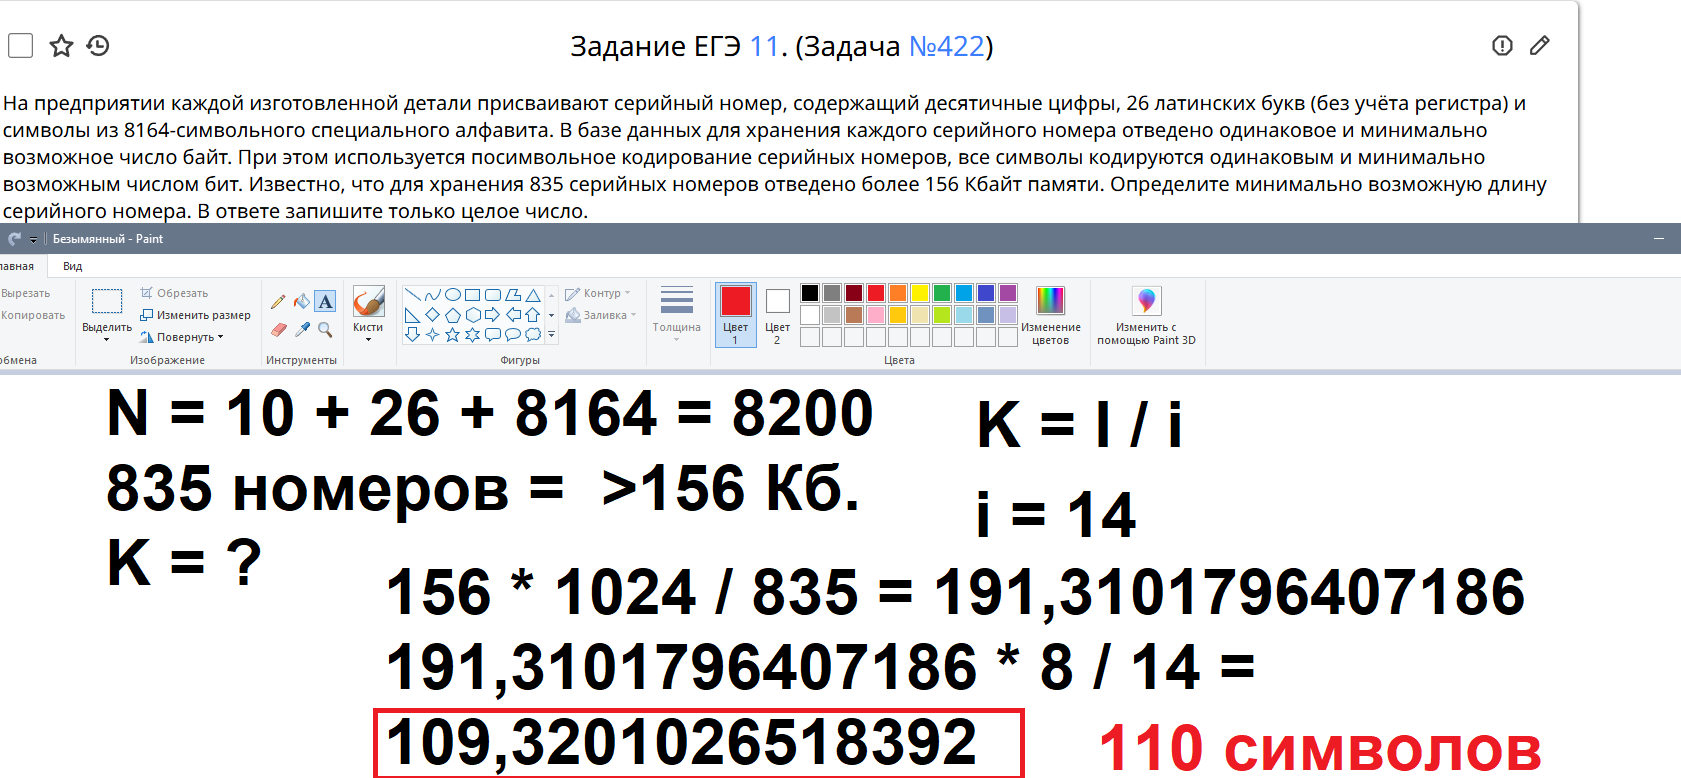 Задание ЕГЭ 11. (Задача №422)
На предприятии каждой изготовленной детали присваивают серийный номер, содержащий десятичные цифры, 26 латинских букв (без учёта регистра) и
символы из 8164-символьного специального алфавита. В базе данных для хранения каждого серийного номера отведено одинаковое и минимально
возможное число байт. При этом используется посимвольное кодирование серийных номеров, все символы кодируются одинаковым и минимально
возможным числом бит. Известно, что для хранения 835 серийных номеров отведено более 156 Кбайт памяти. Определите минимально возможную длину
серийного номера. В ответе запишите только целое число.
Безымянный - Paint
лавная Вид
Вырезать
Копировать
обмена
Выделить
Обрезать
Изменить размер
Повернуть
Изображение
A
Инструменты
Кисти
Контур
Заливка
Фигуры
Толщина
Цвет
1
Цвет
2
Изменение
цветов
Цвета
Изменить с
помощью Paint 3D
N = 10 + 26 + 8164 = 8200
K = I / i
835 номеров = >156 Кб.
i = 14
K = ?
156 * 1024 / 835 = 191,3101796407186
191,3101796407186 * 8 / 14 =
109,3201026518392
110 символов